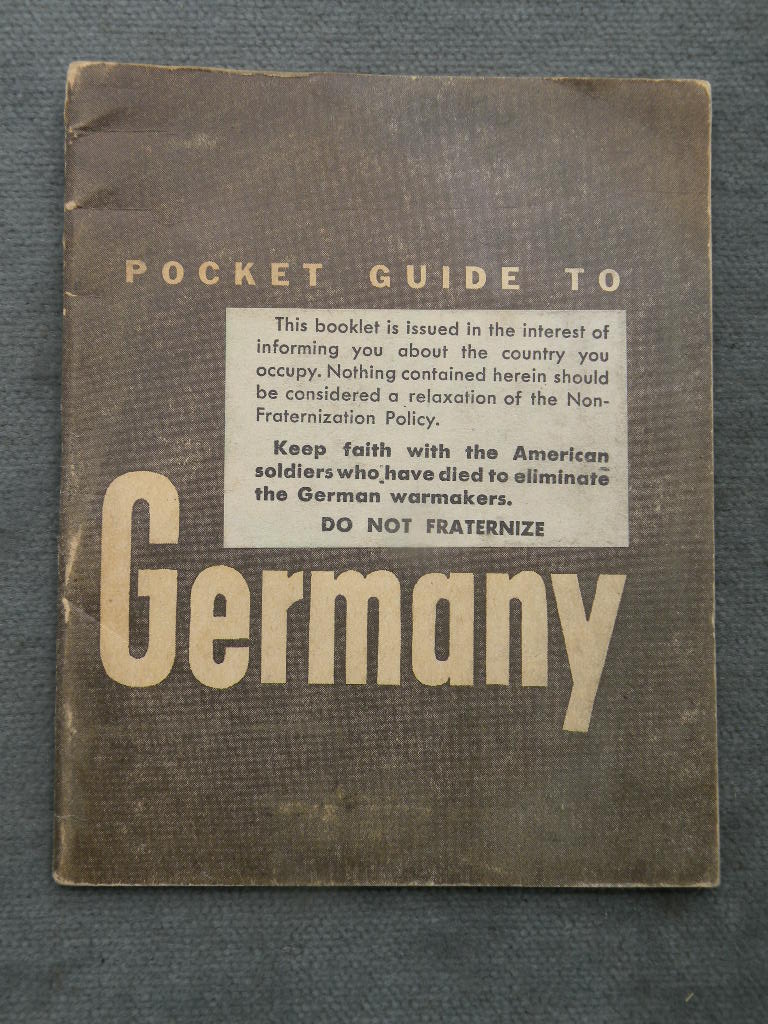 POCKET GUIDE TO
This booklet is issued in the interest of
informing you about the country you
occupy. Nothing contained herein should
be considered a relaxation of the Non-
Fraternization Policy.
Keep faith with the American
soldiers who have died to eliminate
the German warmakers.
DO NOT FRATERNIZE
Germany